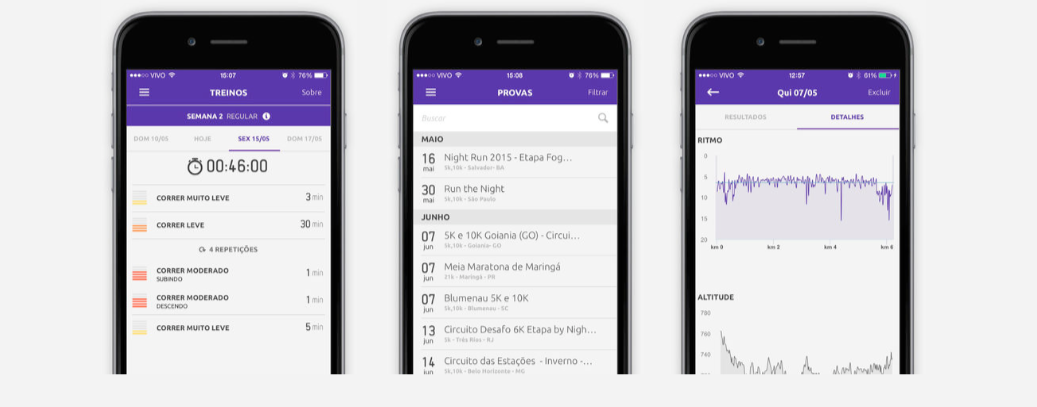 VIVO 15:07 76%
TREINOS Sobre
SEMANA 2 REGULAR
DOM 10/05 HOJE SEX 15/05 DOM 17/05
00:46:00
CORRER MUITO LEVE 3 min
CORRER LEVE 30 min
4 REPETIÇÕES
CORRER MODERADO 1 min
SUBINDO
CORRER MODERADO 1 min
DESCENDO
CORRER MUITO LEVE 5 min
VIVO 15:08 76%
PROVAS Filtrar
Buscar
MAIO
16 Night Run 2015 - Etapa Fog...
mai 5k,10k - Salvador- BA
30 Run the Night
mai 5k,10k - São Paulo
JUNHO
07 5K e 10K Goiania (GO) - Circui...
jun 5k,10k - Goiania- GO
07 Meia Maratona de Maringá
jun 21k - Maringá - PR
07 Blumenau 5K e 10K
jun 5k,10k - Blumenau - SC
13 Circuito Desafo 6K Etapa by Nigh...
jun 5k - Três Rios - RJ
14 Circuito das Estações - Inverno -...
jun 5k,10k - Belo Horizonte - MG
VIVO 12:57 61%
Qui 07/05 Excluir
RESULTADOS DETALHES
RITMO
0
5
10
15
20
km 0 km 2 km 4 km 6
ALTITUDE
780
760
740